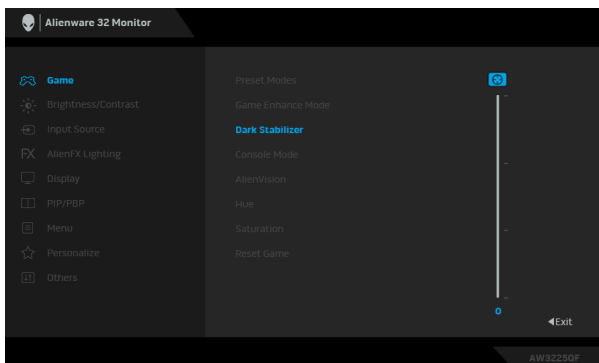 Alienware 32 Monitor
Game
Brightness/Contrast
Input Source
FX AlienFX Lighting
Display
PIP/PBP
Menu
Personalize
Others
Preset Modes
Game Enhance Mode
Dark Stabilizer
Console Mode
AlienVision
Hue
Saturation
Reset Game
0
Exit
AW3225QF